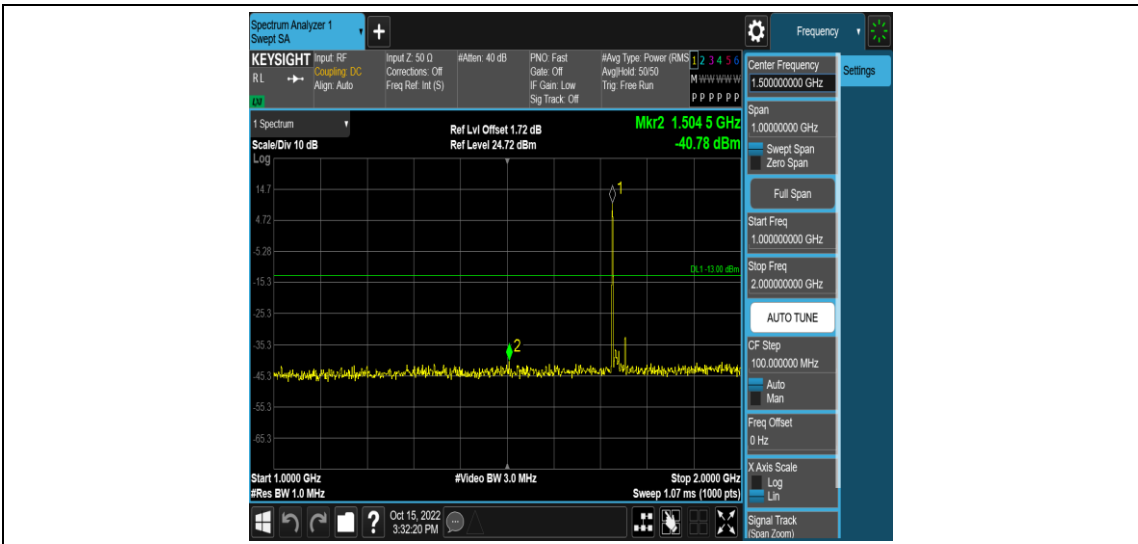 Spectrum Analyzer 1
Swept SA
+
Frequency
KEYSIGHT
RL
LXI
Input: RF
Coupling: DC
Align: Auto
Input Z: 50 Ω
Corrections: Off
Freq Ref: Int (S)
#Atten: 40 dB
PNO: Fast
Gate: Off
IF Gain: Low
Sig Track: Off
#Avg Type: Power (RMS
Avg|Hold: 50/50
Trig: Free Run
1 2 3 4 5 6
M W W W W W
P P P P P P
Center Frequency
1.500000000 GHz
Settings
Span
1.00000000 GHz
Swept Span
Zero Span
Full Span
Start Freq
1.000000000 GHz
Stop Freq
2.000000000 GHz
AUTO TUNE
CF Step
100.000000 MHz
Auto
Man
Freq Offset
0 Hz
X Axis Scale
Log
Lin
Signal Track
(Span Zoom)
1 Spectrum
Scale/Div 10 dB
Log
Ref Lvl Offset 1.72 dB
Ref Level 24.72 dBm
Mkr2 1.504 5 GHz
-40.78 dBm
14.7
4.72
-5.28
-15.3
-25.3
-35.3
-45.3
-55.3
-65.3
1
DL1 -13.00 dBm
2
Start 1.0000 GHz
#Res BW 1.0 MHz
#Video BW 3.0 MHz
Stop 2.0000 GHz
Sweep 1.07 ms (1000 pts)
?
Oct 15, 2022
3:32:20 PM